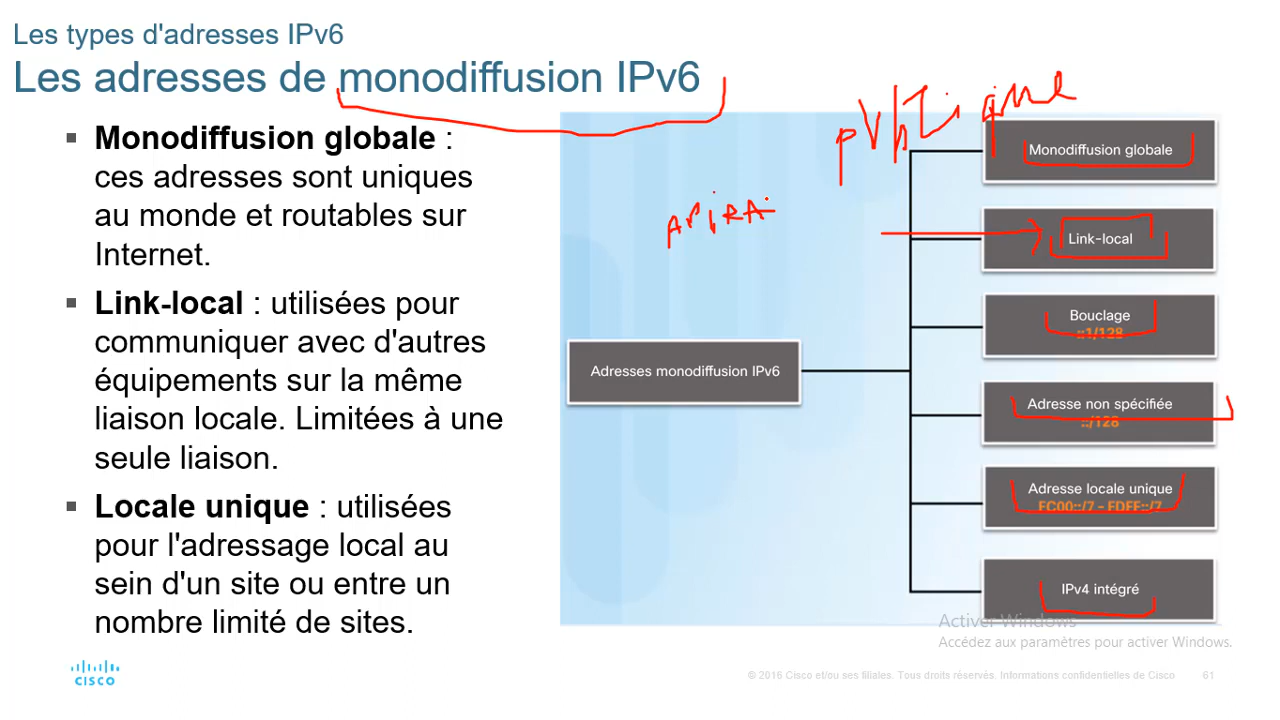 Les types d'adresses IPv6
Les adresses de monodiffusion IPv6
▪ Monodiffusion globale :
ces adresses sont uniques
au monde et routables sur
Internet.
▪ Link-local : utilisées pour
communiquer avec d'autres
équipements sur la même
liaison locale. Limitées à une
seule liaison.
▪ Locale unique : utilisées
pour l'adressage local au
sein d'un site ou entre un
nombre limité de sites.
Adresses monodiffusion IPv6
Monodiffusion globale
Link-local
Bouclage
::1/128
Adresse non spécifiée
::/128
Adresse locale unique
FC00::/7 – FDFF::/7
IPv4 intégré
Activer Windows
Accédez aux paramètres pour activer Windows.
CISCO
© 2016 Cisco et/ou ses filiales. Tous droits réservés. Informations confidentielles de Cisco
61